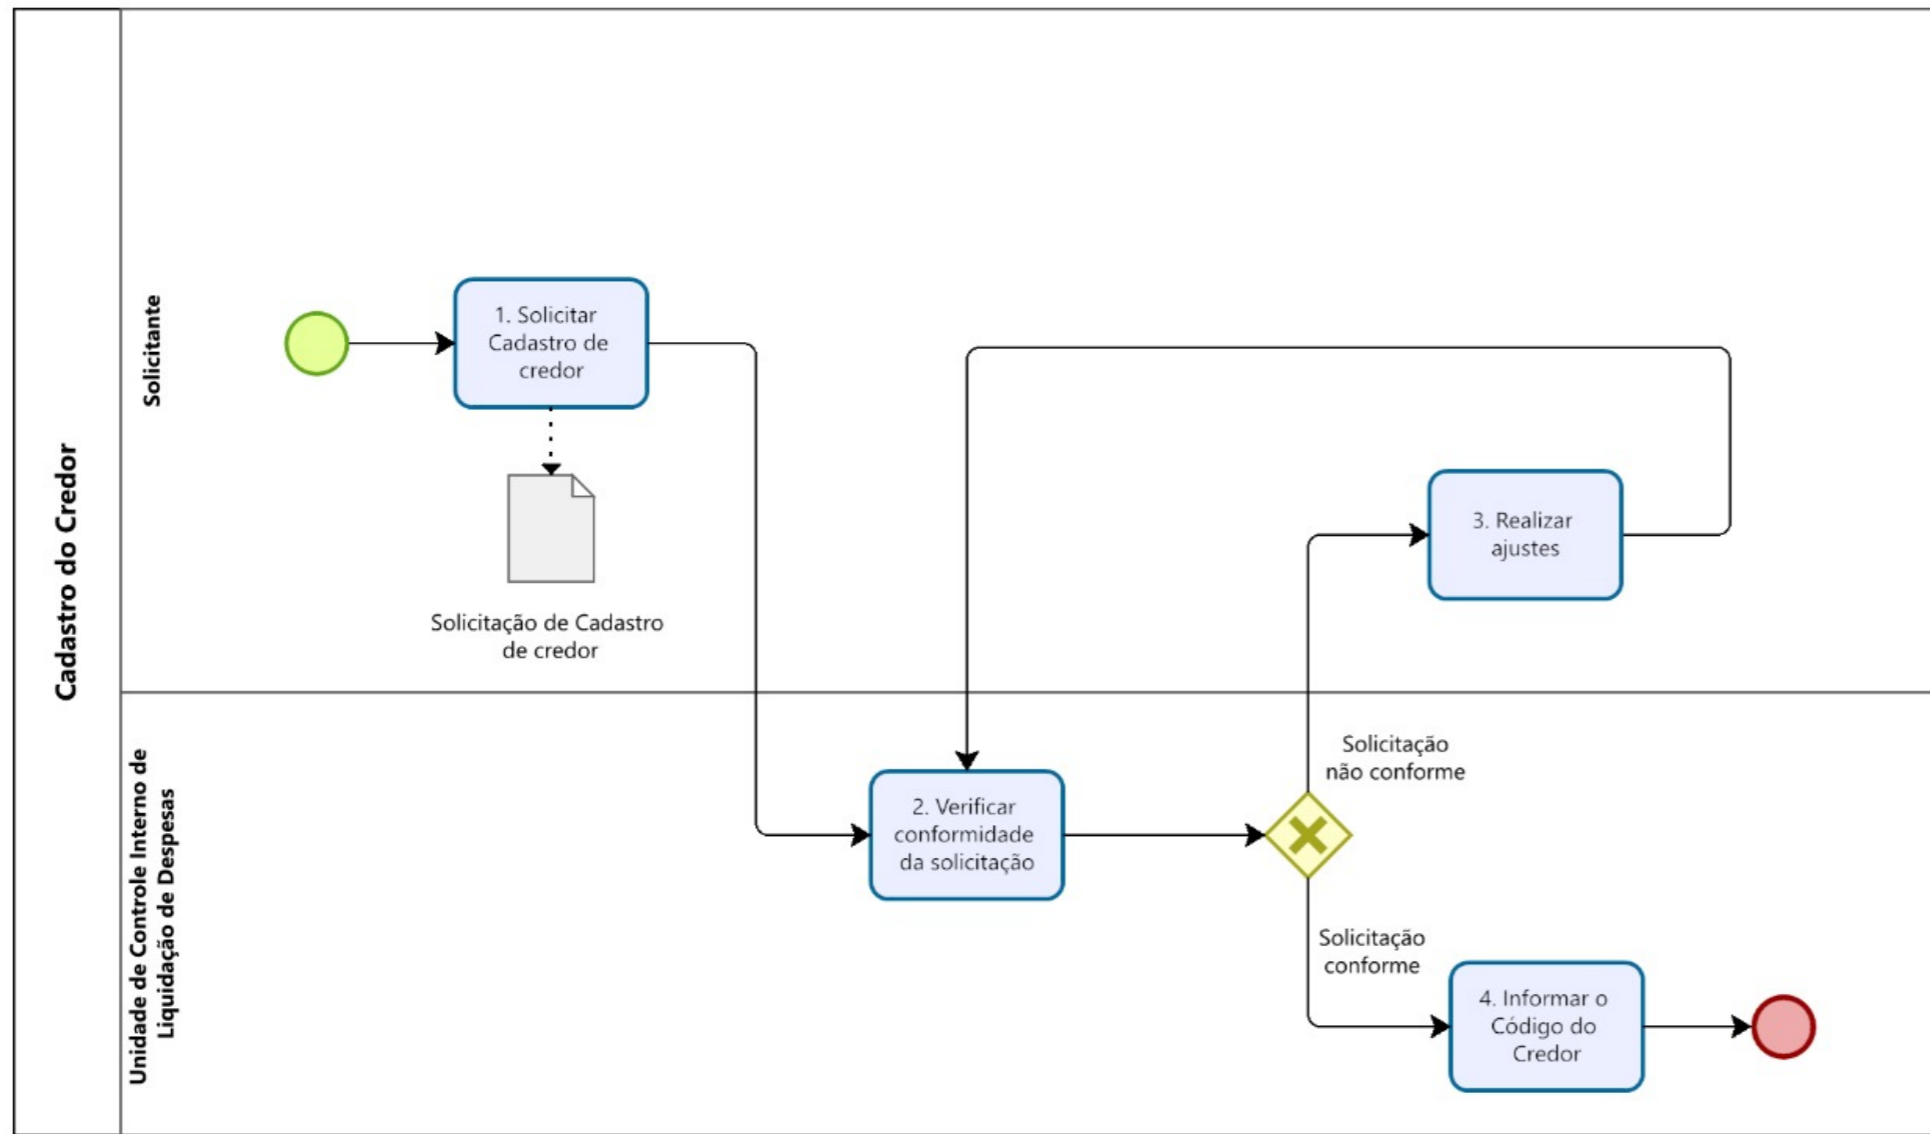 Cadastro do Credor
Solicitante
1. Solicitar
Cadastro de
credor
Solicitação de Cadastro
de credor
3. Realizar
ajustes
Unidade de Controle Interno de
Liquidação de Despesas
2. Verificar
conformidade
da solicitação
Solicitação
não conforme
Solicitação
conforme
4. Informar o
Código do
Credor